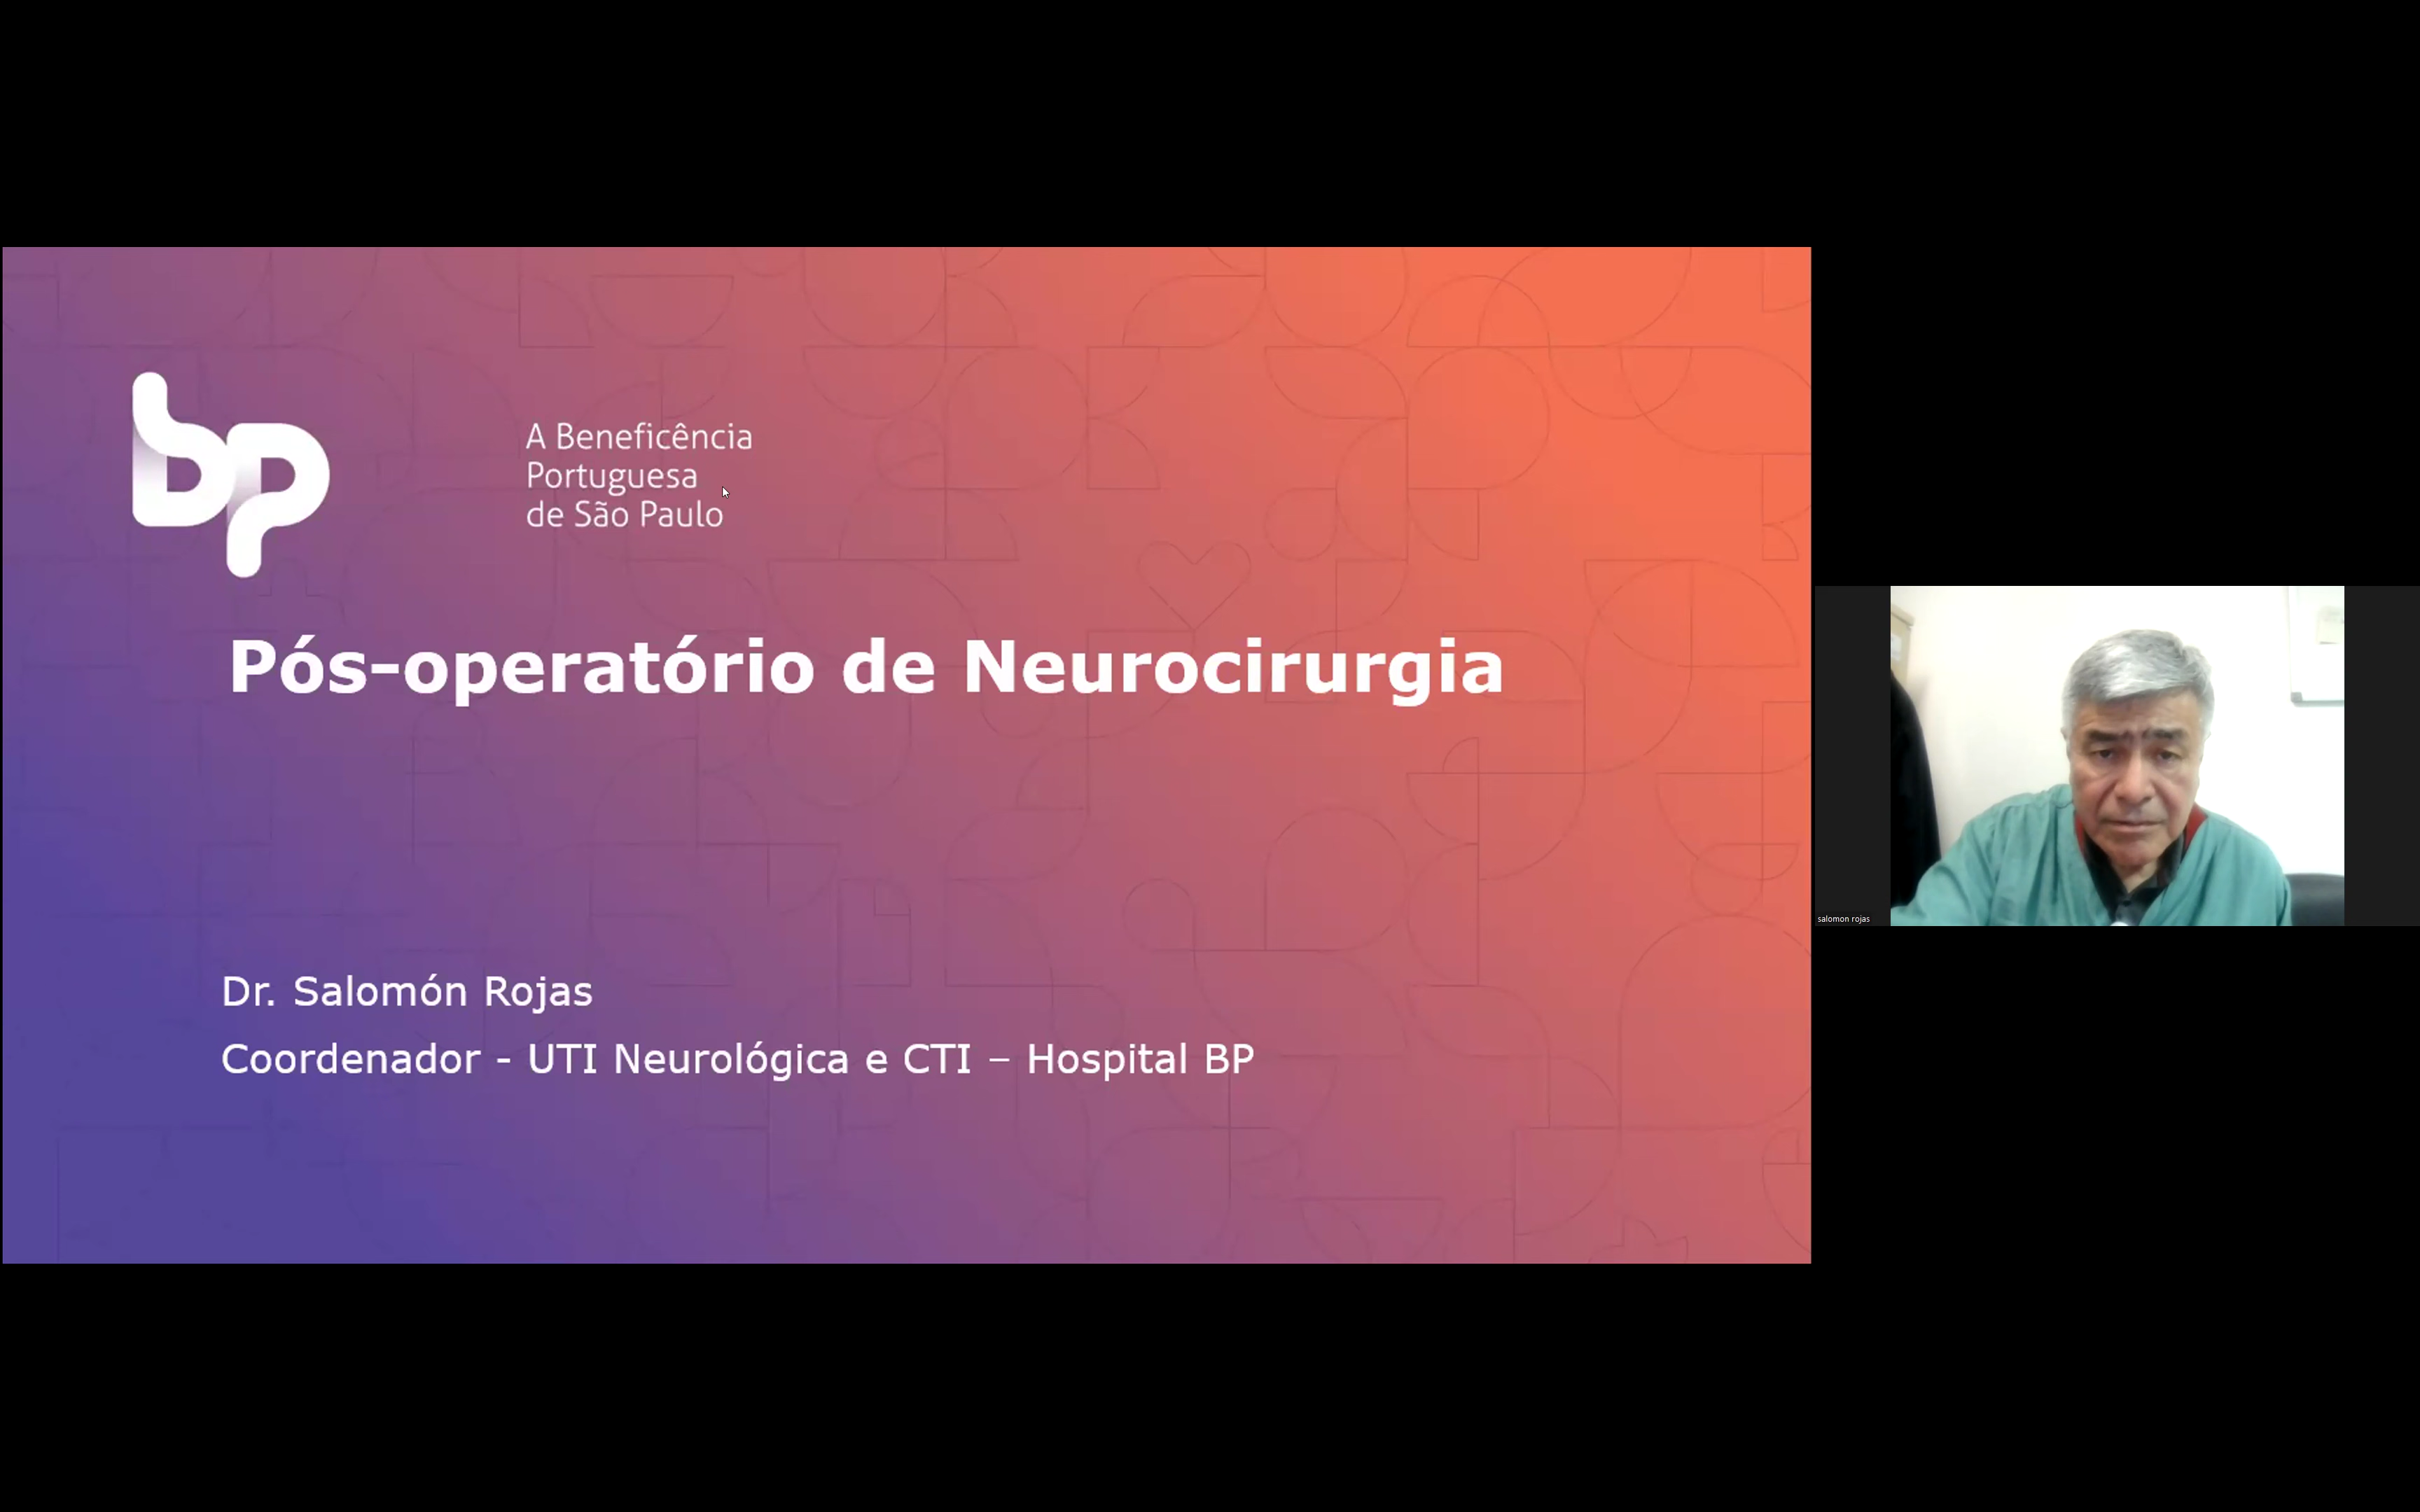 bp
A Beneficência
Portuguesa
de São Paulo
Pós-operatório de Neurocirurgia
Dr. Salomón Rojas
Coordenador - UTI Neurológica e CTI – Hospital BP
salomon rojas